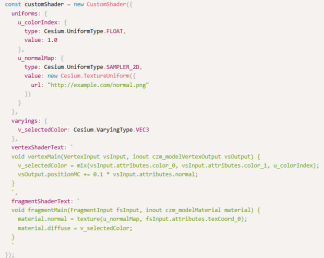 const customShader = new CustomShader({
uniforms: {
u_colorIndex: {
type: Cesium.UniformType.FLOAT,
value: 1.0
},
u_normalMap: {
type: Cesium.UniformType.SAMPLER_2D,
value: new Cesium.TextureUniform({
url: "http://example.com/normal.png"
})
}
},
varyings: {
v_selectedColor: Cesium.VaryingType.VEC3
},
vertexShaderText: `
void vertexMain(VertexInput vsInput, inout czm_modelVertexOutput vsOutput) {
v_selectedColor = mix(vsInput.attributes.color_0, vsInput.attributes.color_1, u_colorIndex);
vsOutput.positionMC += 0.1 * vsInput.attributes.normal;
}
`,
fragmentShaderText: `
void fragmentMain(FragmentInput fsInput, inout czm_modelMaterial material) {
material.normal = texture(u_normalMap, fsInput.attributes.texCoord_0);
material.diffuse = v_selectedColor;
}
`
});